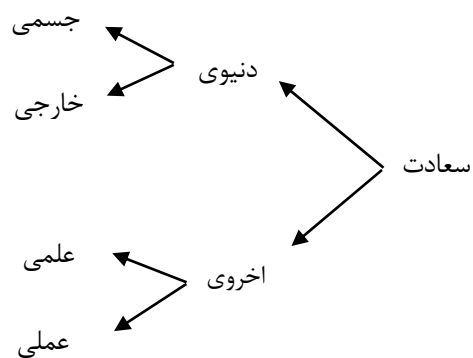 سعادت
دنیوی
جسمی
خارجی
اخروی
علمی
عملی